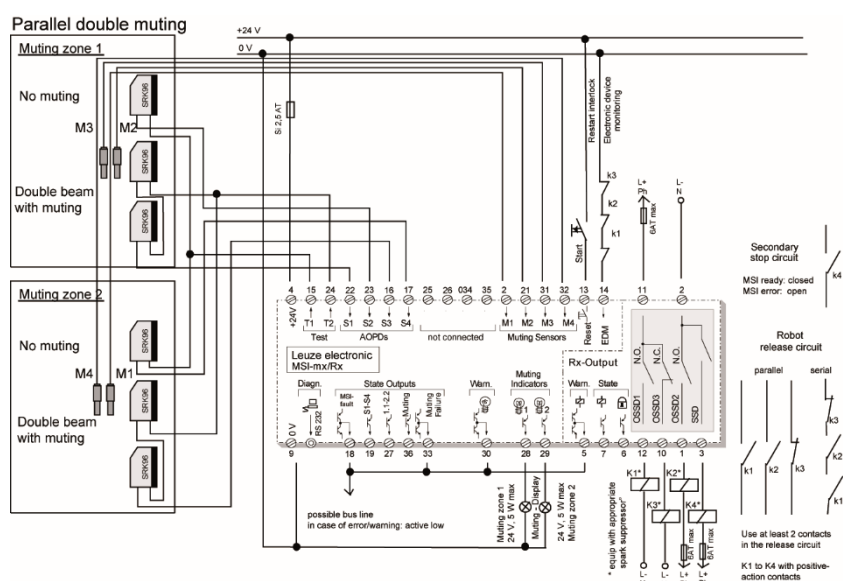 Parallel double muting
Muting zone 1
No muting
SRK96
M3
M2
SRK96
Double beam
with muting
SRK96
Muting zone 2
No muting
SRK96
M4
M1
SRK96
Double beam
with muting
SRK96
+24 V
0 V
Si 2,5 AT
Restart interlock
Electronic device
monitoring
Start
k3
k2
k1
L+
Ph
6AT max
L-
N
4 15 24 22 23 16 17 25 26 034 35 2 21 31 32 13 14 11 2
+24V
T1 T2
Test
S1 S2 S3 S4
AOPDs
not connected
M1 M2 M3 M4
Muting Sensors
Reset
EDM
Leuze electronic
MSI-mx/Rx
Rx-Output
N.O.
N.C.
N.O.
OSSD1
OSSD3
OSSD2
SSD
Diagn.
RS 232
State Outputs
MSI-
fault
S1-S4
1.1-2.2
Muting
Muting
Failure
Warn.
Muting
Indicators
1
2
Warn.
State
0 V
9 18 19 27 36 33 30 28 29 5 7 6 12 10 1 3
possible bus line
in case of error/warning: active low
Muting zone 1
24 V, 5 W max
Muting - Display
24 V, 5 W max
Muting zone 2
* equip with appropriate
spark suppressor"
K1*
K2*
K3*
K4*
6AT max
6AT max
L-
L-
L+
L+
Secondary
stop circuit
MSI ready: closed
MSI error: open
k4
Robot
release circuit
parallel
serial
k1
k2
k3
k3
k2
k1
Use at least 2 contacts
in the release circuit
K1 to K4 with positive-
action contacts